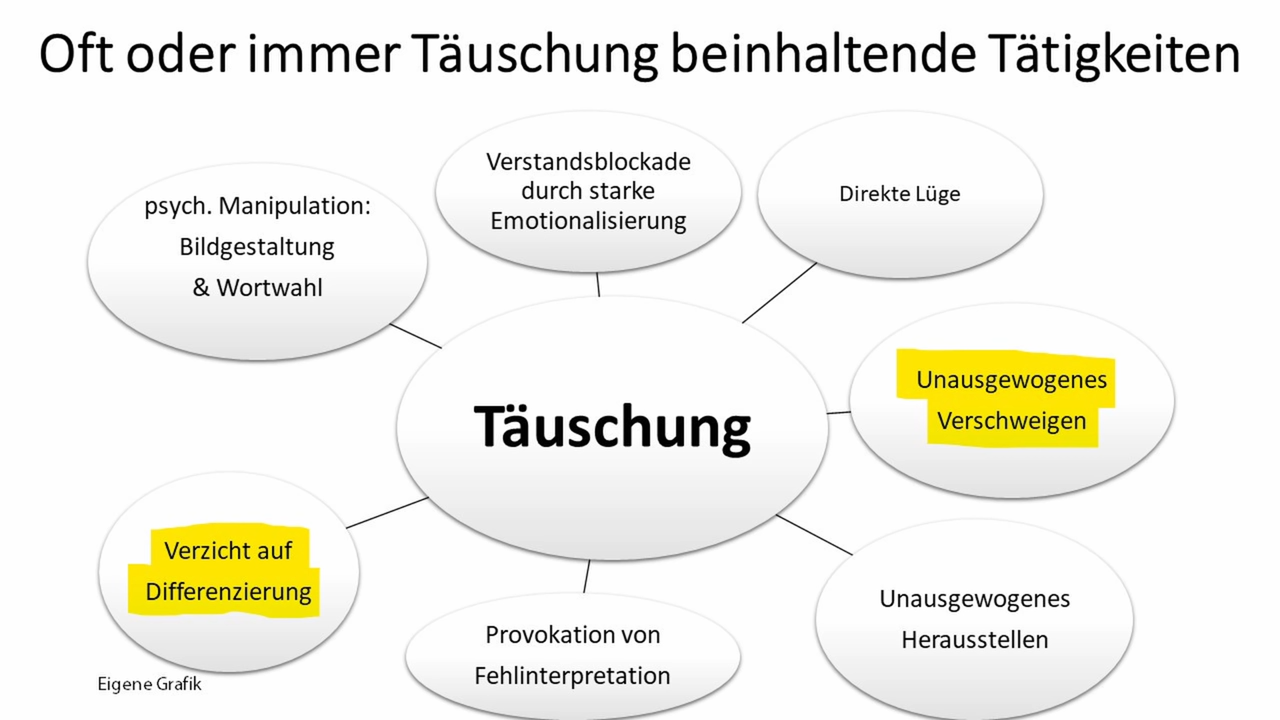 Oft oder immer Täuschung beinhaltende Tätigkeiten
psych. Manipulation:
Bildgestaltung
& Wortwahl
Verstandsblockade
durch starke
Emotionalisierung
Direkte Lüge
Täuschung
Unausgewogenes
Verschweigen
Verzicht auf
Differenzierung
Provokation von
Fehlinterpretation
Unausgewogenes
Herausstellen
Eigene Grafik